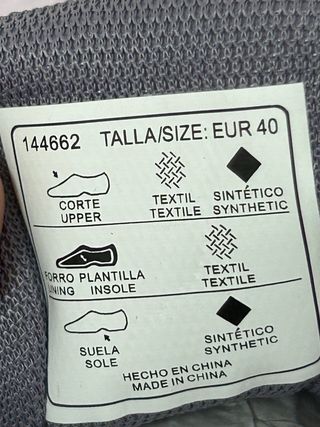 144662 TALLA/SIZE: EUR 40
CORTE TEXTIL SINTÉTICO
UPPER TEXTILE SYNTHETIC
FORRO PLANTILLA TEXTIL
LINING INSOLE TEXTILE
SUELA SINTÉTICO
SOLE SYNTHETIC
HECHO EN CHINA
MADE IN CHINA